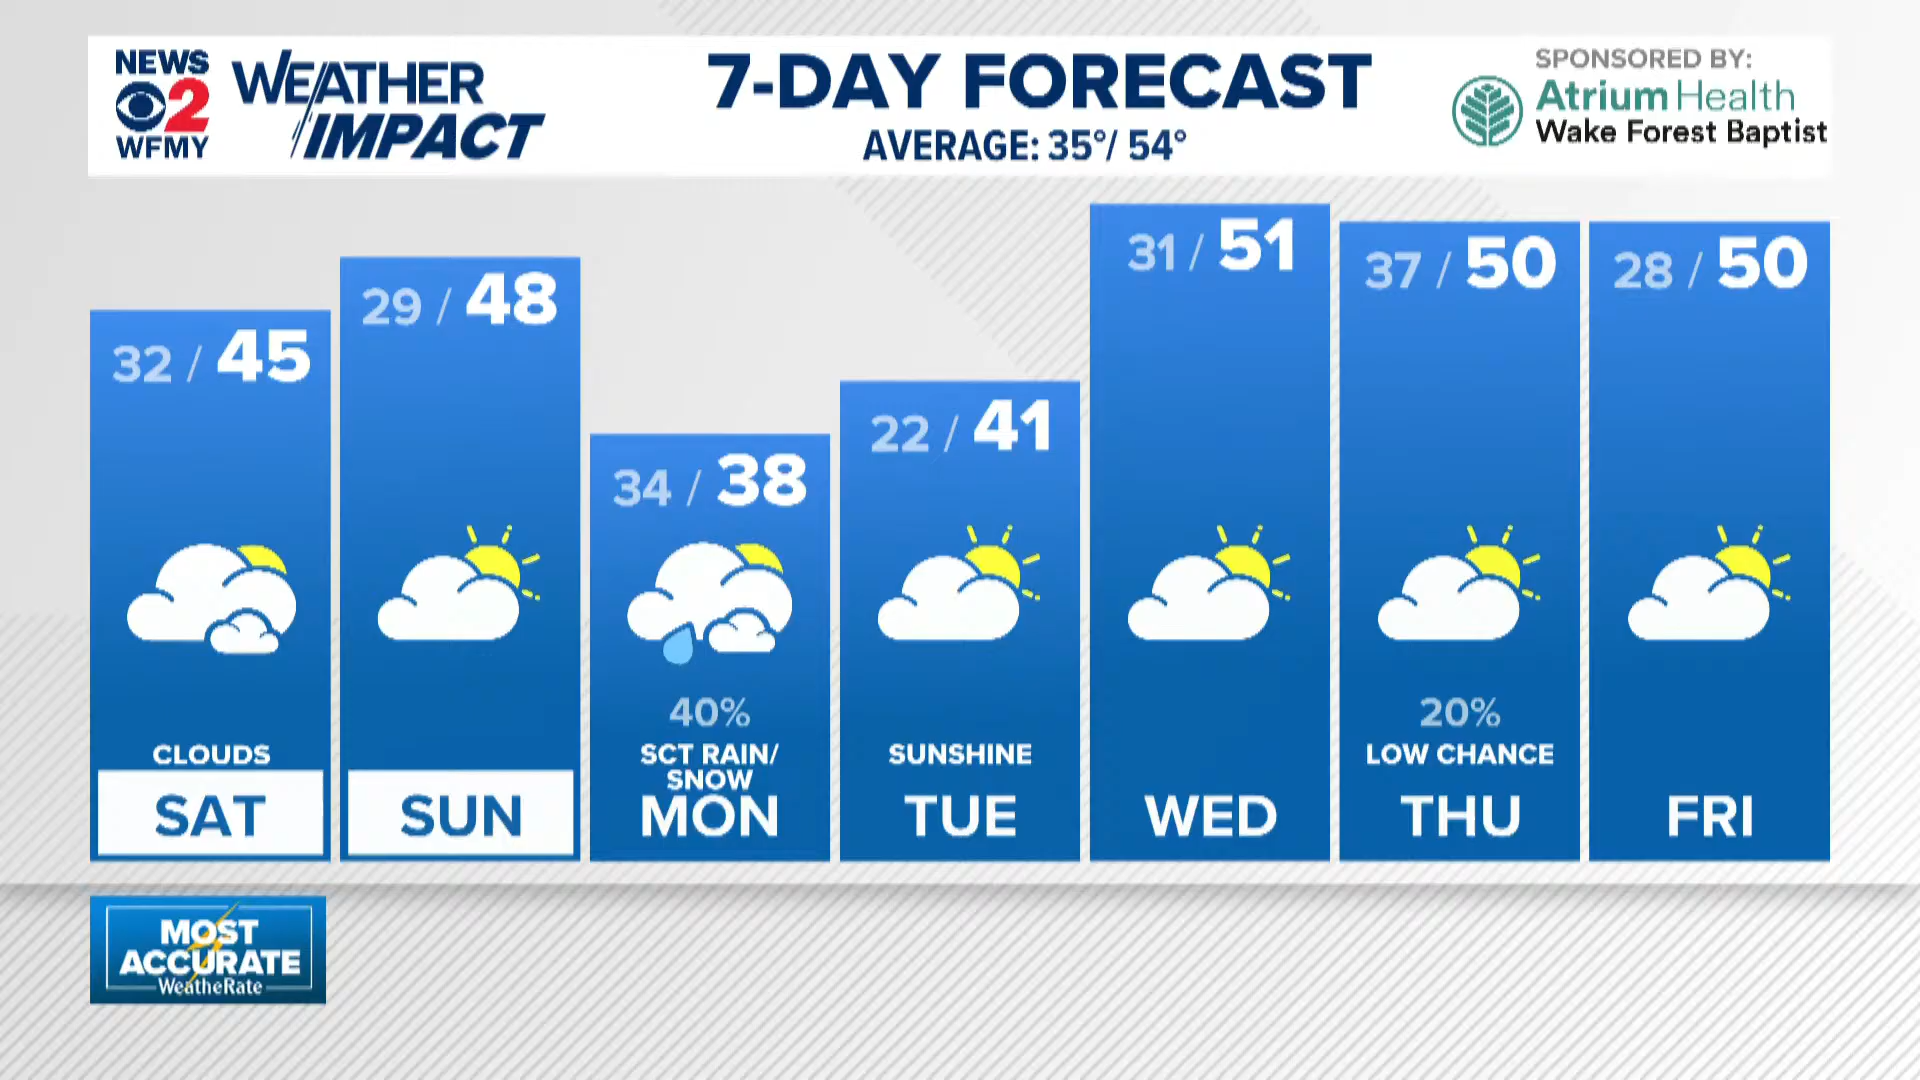 NEWS
2
WFMY
WEATHER
IMPACT
7-DAY FORECAST
AVERAGE: 35°/ 54°
SPONSORED BY:
Atrium Health
Wake Forest Baptist
32 / 45
CLOUDS
SAT
29 / 48
SUN
34 / 38
40%
SCT RAIN/
SNOW
MON
22 / 41
SUNSHINE
TUE
31 / 51
WED
37 / 50
20%
LOW CHANCE
THU
28 / 50
FRI
MOST
ACCURATE
WeatheRate